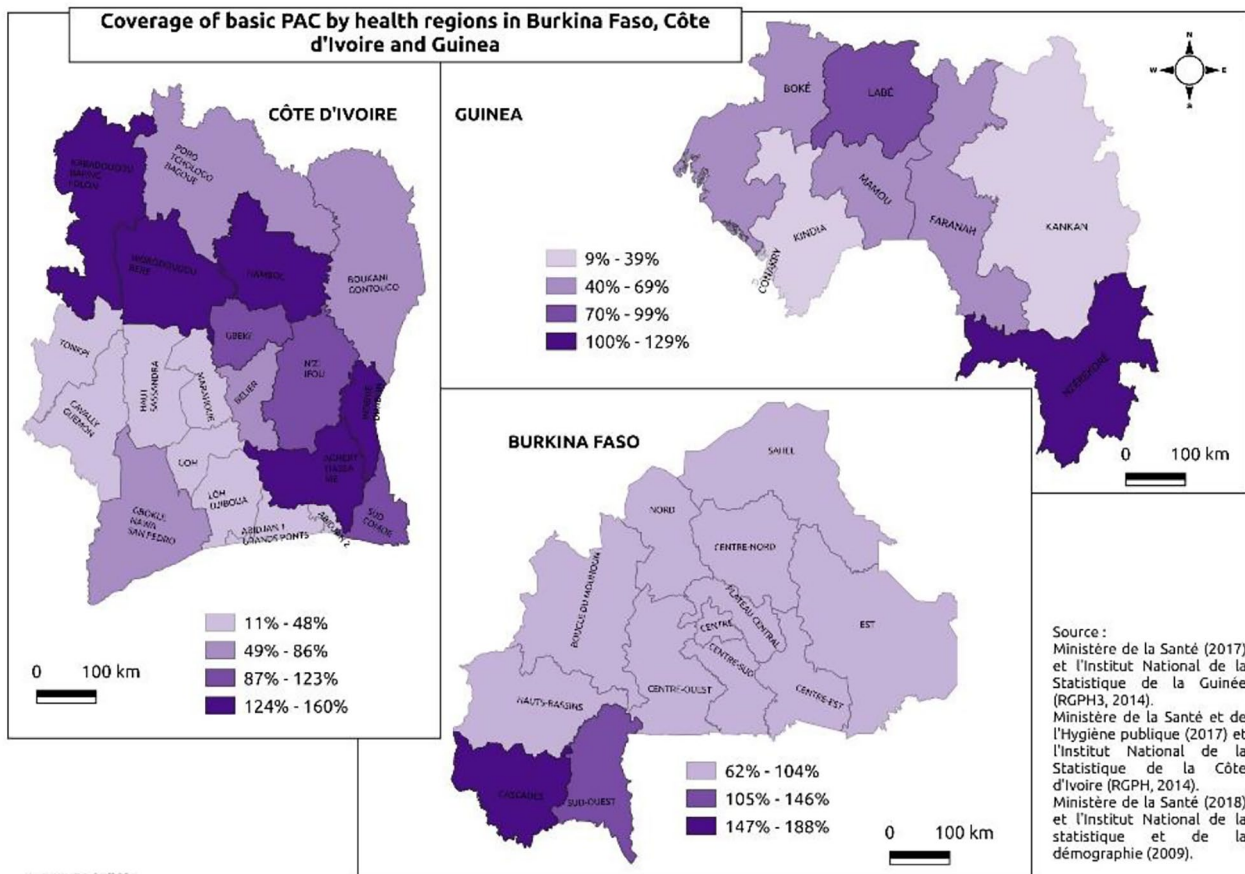 Coverage of basic PAC by health regions in Burkina Faso, Côte
d'Ivoire and Guinea
CÔTE D'IVOIRE
PORO
TCHOLOGO
BAGOUE
BERE
BOUKANI
GONTOUGO
GBEKE
N'ZI
IFOU
BELIER
TONKPI
HAUT
SASSANDRA
MARAHOUE
CAVALLY
GUEMON
GOH
LOH
DJIBOUA
GBOKLE
NAWA
SAN PEDRO
ABIDJAN 1
GRANDS PONTS
ABIDJAN 2
SUD
COMOE
11% - 48%
49% - 86%
87% - 123%
124% - 160%
0 100 km
GUINEA
N
W E
S
BOKÉ
LABÉ
MAMOU
FARANAH
KANKAN
KINDIA
CONAKRY
N'ZÉRÉKORÉ
9% - 39%
40% - 69%
70% - 99%
100% - 129%
0 100 km
BURKINA FASO
SAHEL
NORD
CENTRE-NORD
BOUCLE DU MOUHOUN
PLATEAU CENTRAL
CENTRE
EST
CENTRE-SUD
CENTRE-OUEST
CENTRE-EST
HAUTS-BASSINS
CASCADES
SUD-OUEST
62% - 104%
105% - 146%
147% - 188%
0 100 km
Source :
Ministère de la Santé (2017)
et l'Institut National de la
Statistique de la Guinée
(RGPH3, 2014).
Ministère de la Santé et de
l'Hygiène publique (2017) et
l'Institut National de la
Statistique de la Côte
d'Ivoire (RGPH, 2014).
Ministère de la Santé (2018)
et l'Institut National de la
statistique et de la
démographie (2009).